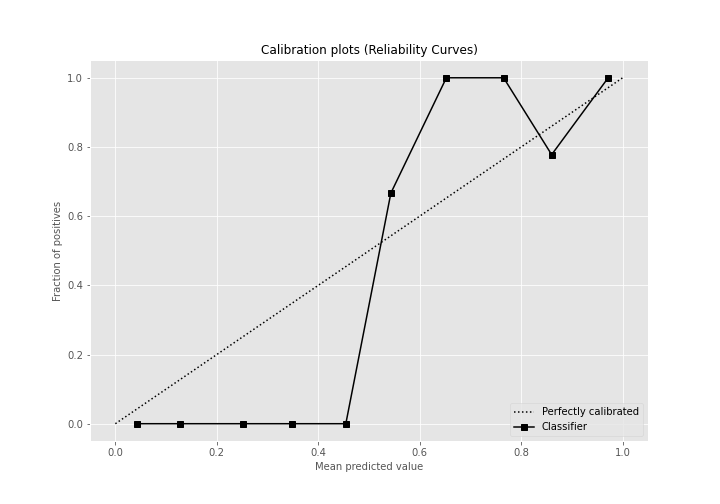 Calibration plots (Reliability Curves)
1.0
0.8
0.6
0.4
0.2
0.0
Fraction of positives
0.0 0.2 0.4 0.6 0.8 1.0
Mean predicted value
Perfectly calibrated
Classifier